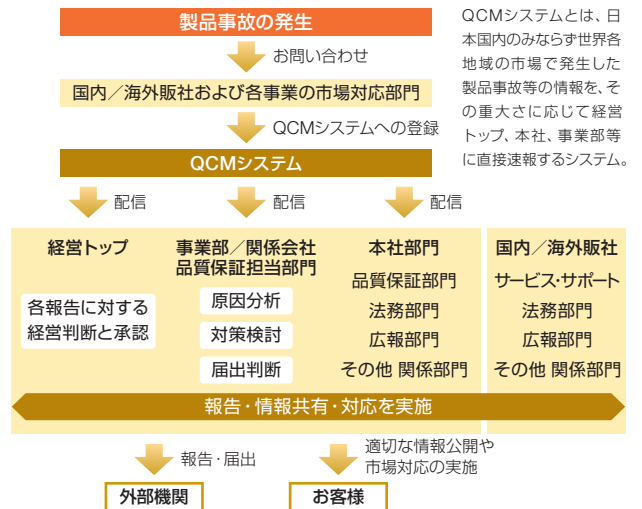 製品事故の発生
お問い合わせ
国内／海外販社および各事業の市場対応部門
QCMシステムへの登録
QCMシステム
QCMシステムとは、日
本国内のみならず世界各
地域の市場で発生した
製品事故等の情報を、そ
の重大さに応じて経営
トップ、本社、事業部等
に直接速報するシステム。
配信
配信
配信
経営トップ
各報告に対する
経営判断と承認
事業部／関係会社
品質保証担当部門
原因分析
対策検討
届出判断
本社部門
品質保証部門
法務部門
広報部門
その他 関係部門
国内／海外販社
サービス・サポート
法務部門
広報部門
その他 関係部門
報告・情報共有・対応を実施
報告・届出
適切な情報公開や
市場対応の実施
外部機関
お客様